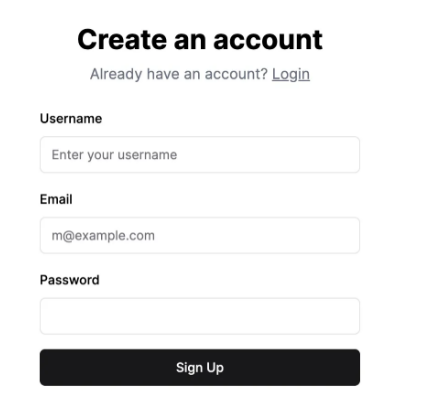 Create an account
Already have an account? Login
Username
Enter your username
Email
m@example.com
Password
Sign Up